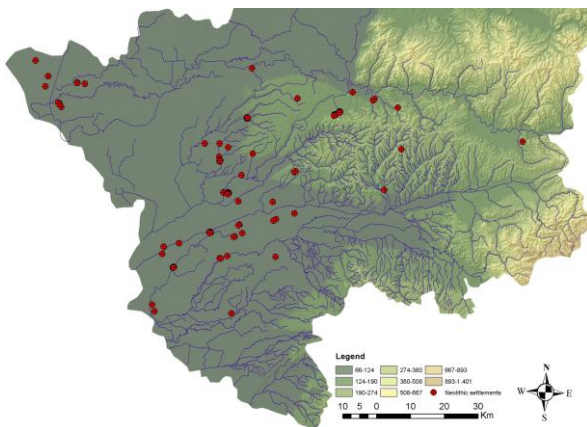 Legend
66-124
124-190
190-274
274-380
380-508
508-667
667-893
893-1.401
Neolithic settlements
10 5 0 10 20 30
Km
N
W E
S